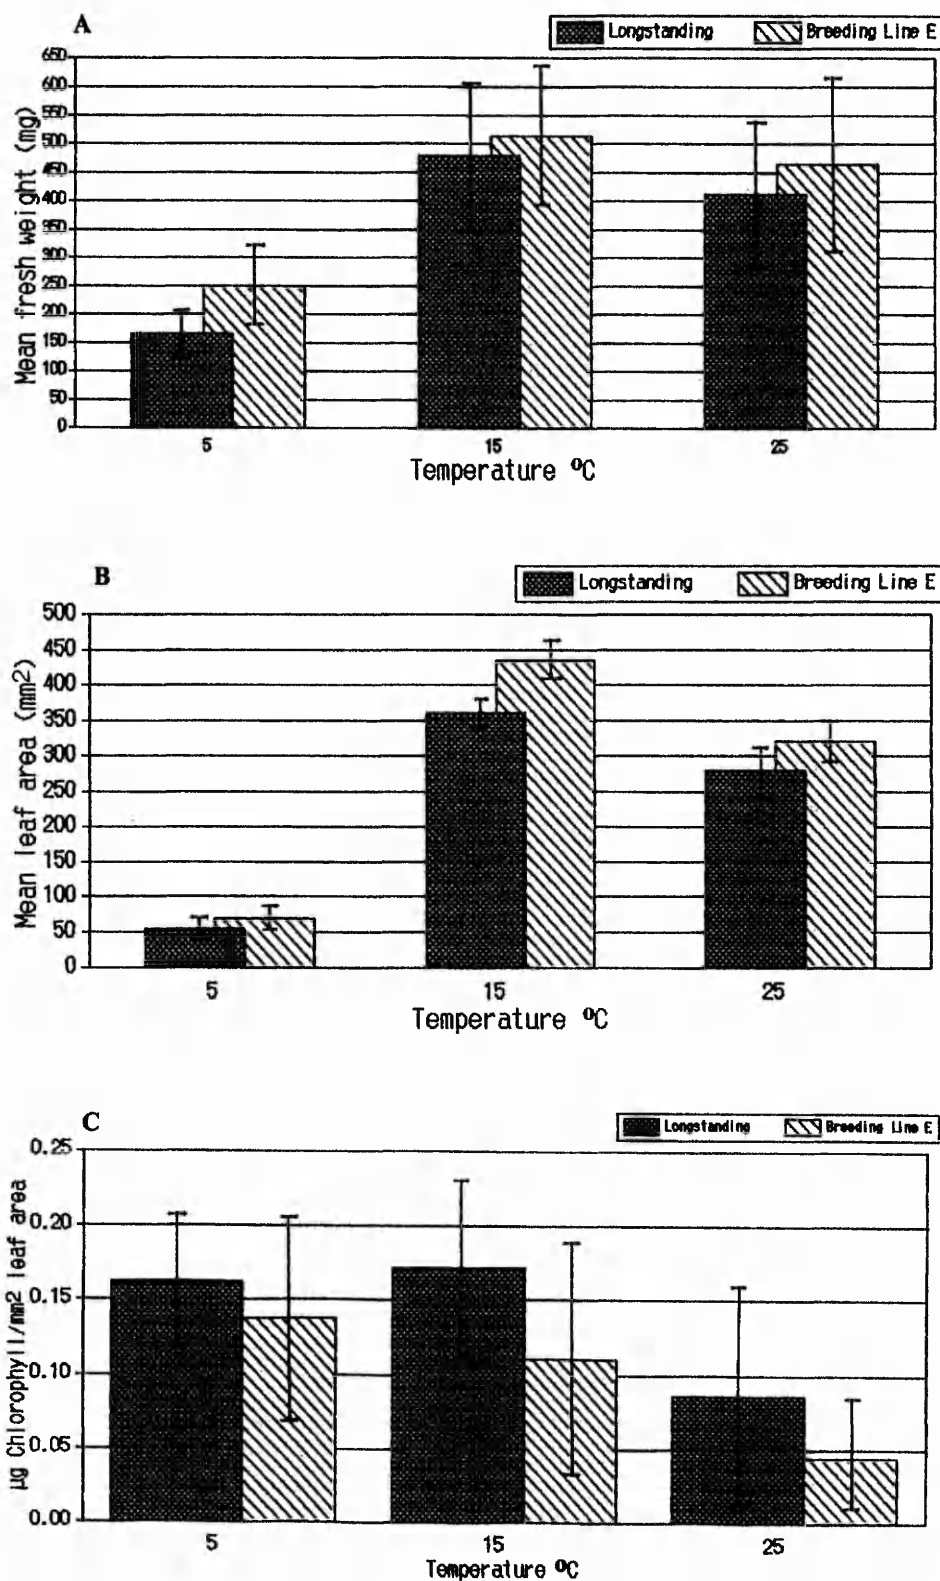 A
Longstanding Breeding Line E
Mean fresh weight (mg)
650
600
550
500
450
400
350
300
250
200
150
100
50
0
5 15 25
Temperature ºC
B
Longstanding Breeding Line E
Mean leaf area (mm2)
500
450
400
350
300
250
200
150
100
50
0
5 15 25
Temperature ºC
C
Longstanding Breeding Line E
µg Chlorophyll/mm2 leaf area
0.25
0.20
0.15
0.10
0.05
0.00
5 15 25
Temperature ºC